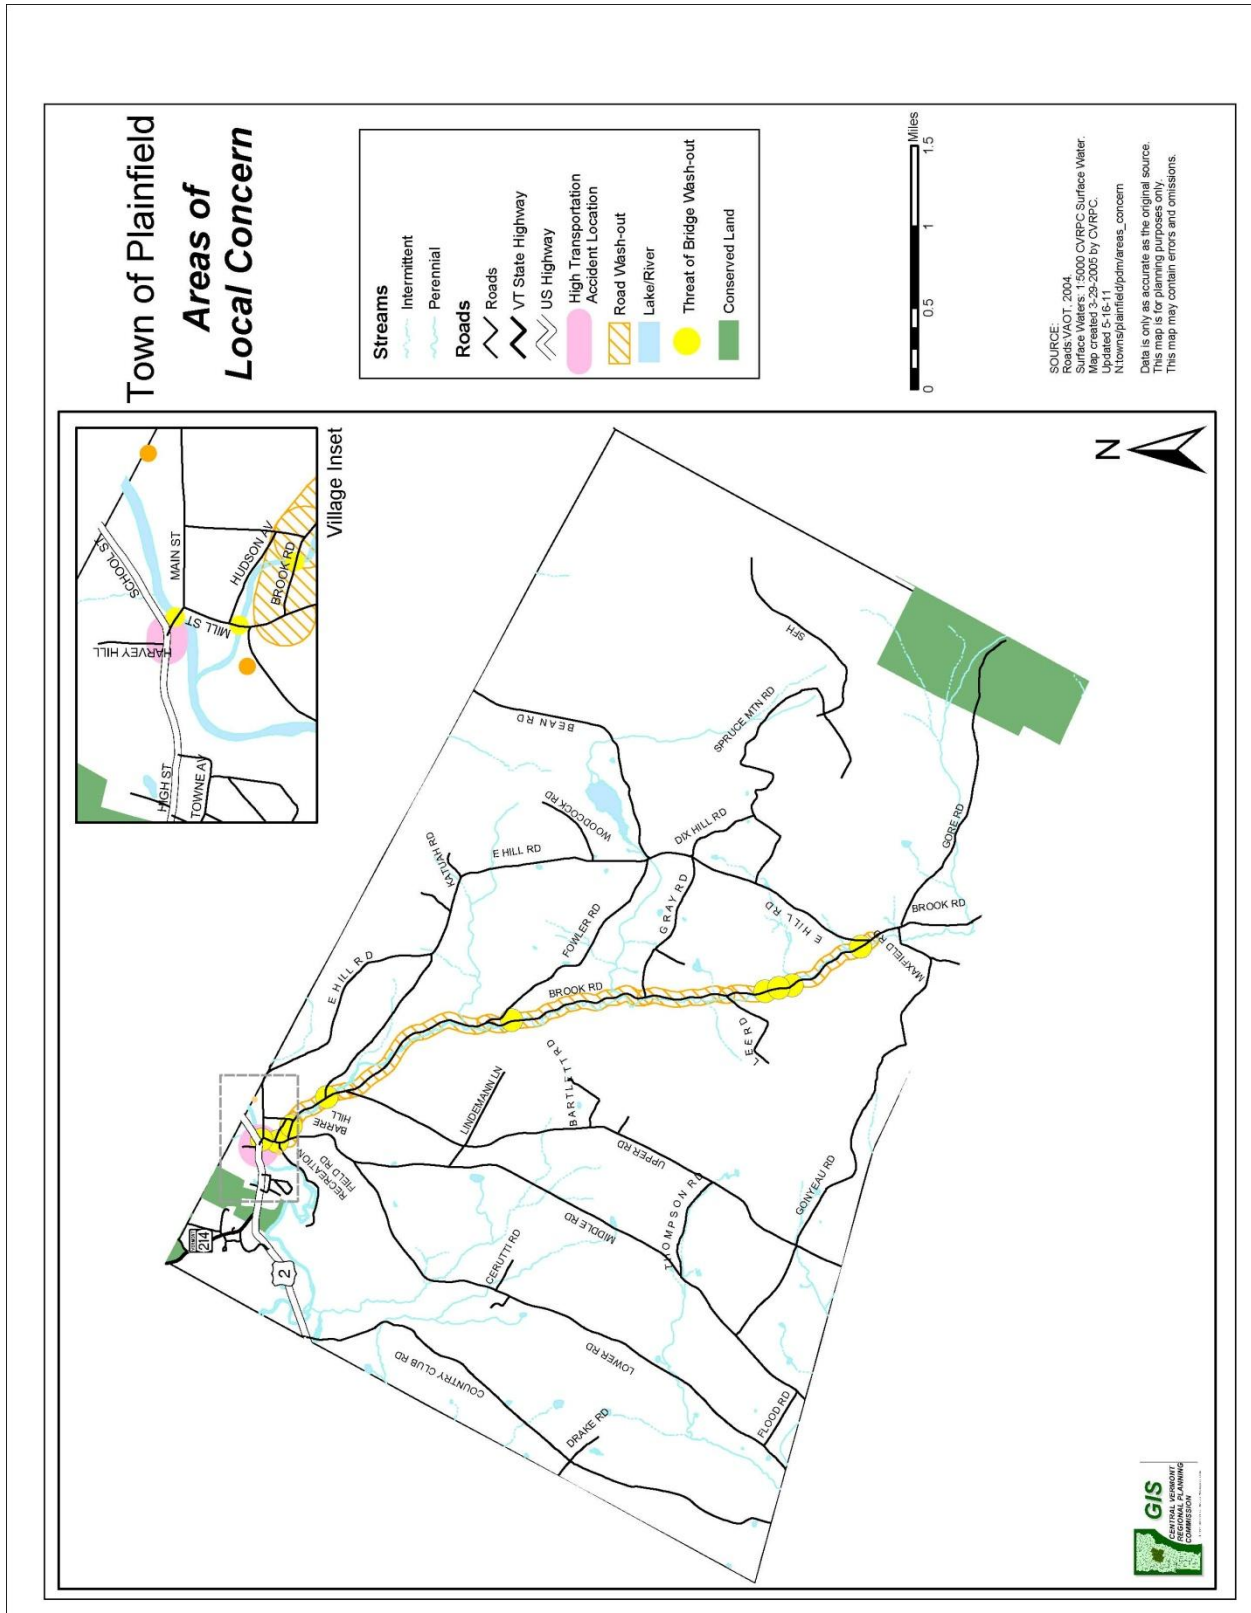 Town of Plainfield
Areas of
Local Concern
Streams
Intermittent
Perennial
Roads
Roads
VT State Highway
US Highway
High Transportation
Accident Location
Road Wash-out
Lake/River
Threat of Bridge Wash-out
Conserved Land
0
0.5
1
1.5
Miles
SOURCE:
Roads:VAOT, 2004.
Surface Waters: 1:5000 CVRPC Surface Water.
Map created 3-29-2005 by CVRPC.
Updated 5-16-11
N:towns/plainfield/pdm/areas_concern
Data is only as accurate as the original source.
This map is for planning purposes only.
This map may contain errors and omissions.
Village Inset
SCHOOL ST
MAIN ST
HUDSON AV
BROOK RD
MILL ST
HARVEY HILL
HIGH ST
TOWNE AV
N
BEAN RD
SFH
SPRUCE MTN RD
WOODCOCK RD
DIX HILL RD
KATUAH RD
E HILL RD
GORE RD
E HILL RD
FOWLER RD
GRAY RD
E HILL RD
BROOK RD
MAXFIELD RD
BROOK RD
LEE RD
BARRE
HILL
LINDEMANN LN
BARTLETT RD
RECREATION
FIELD RD
UPPER RD
THOMPSON RD
MIDDLE RD
GONYEAU RD
214
2
CERUTTI RD
COUNTRY CLUB RD
LOWER RD
DRAKE RD
FLOOD RD
GIS
CENTRAL VERMONT
REGIONAL PLANNING
COMMISSION